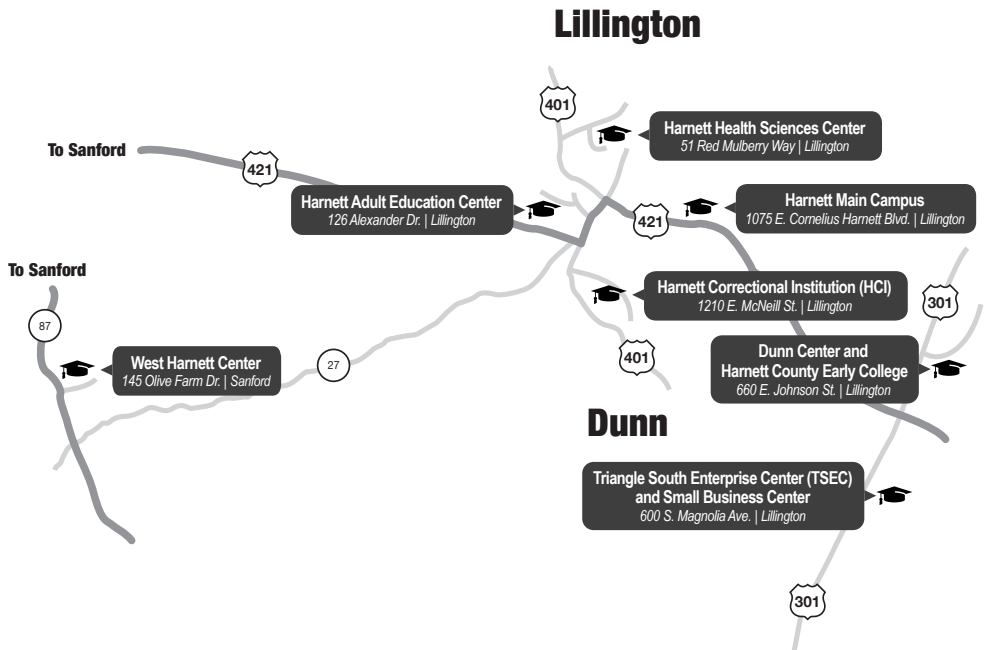 Lillington
401
Harnett Health Sciences Center
51 Red Mulberry Way | Lillington
To Sanford
421
Harnett Adult Education Center
126 Alexander Dr. | Lillington
Harnett Main Campus
1075 E. Cornelius Harnett Blvd. | Lillington
421
To Sanford
Harnett Correctional Institution (HCI)
1210 E. McNeill St. | Lillington
301
87
West Harnett Center
145 Olive Farm Dr. | Sanford
27
401
Dunn Center and
Harnett County Early College
660 E. Johnson St. | Lillington
Dunn
Triangle South Enterprise Center (TSEC)
and Small Business Center
600 S. Magnolia Ave. | Lillington
301